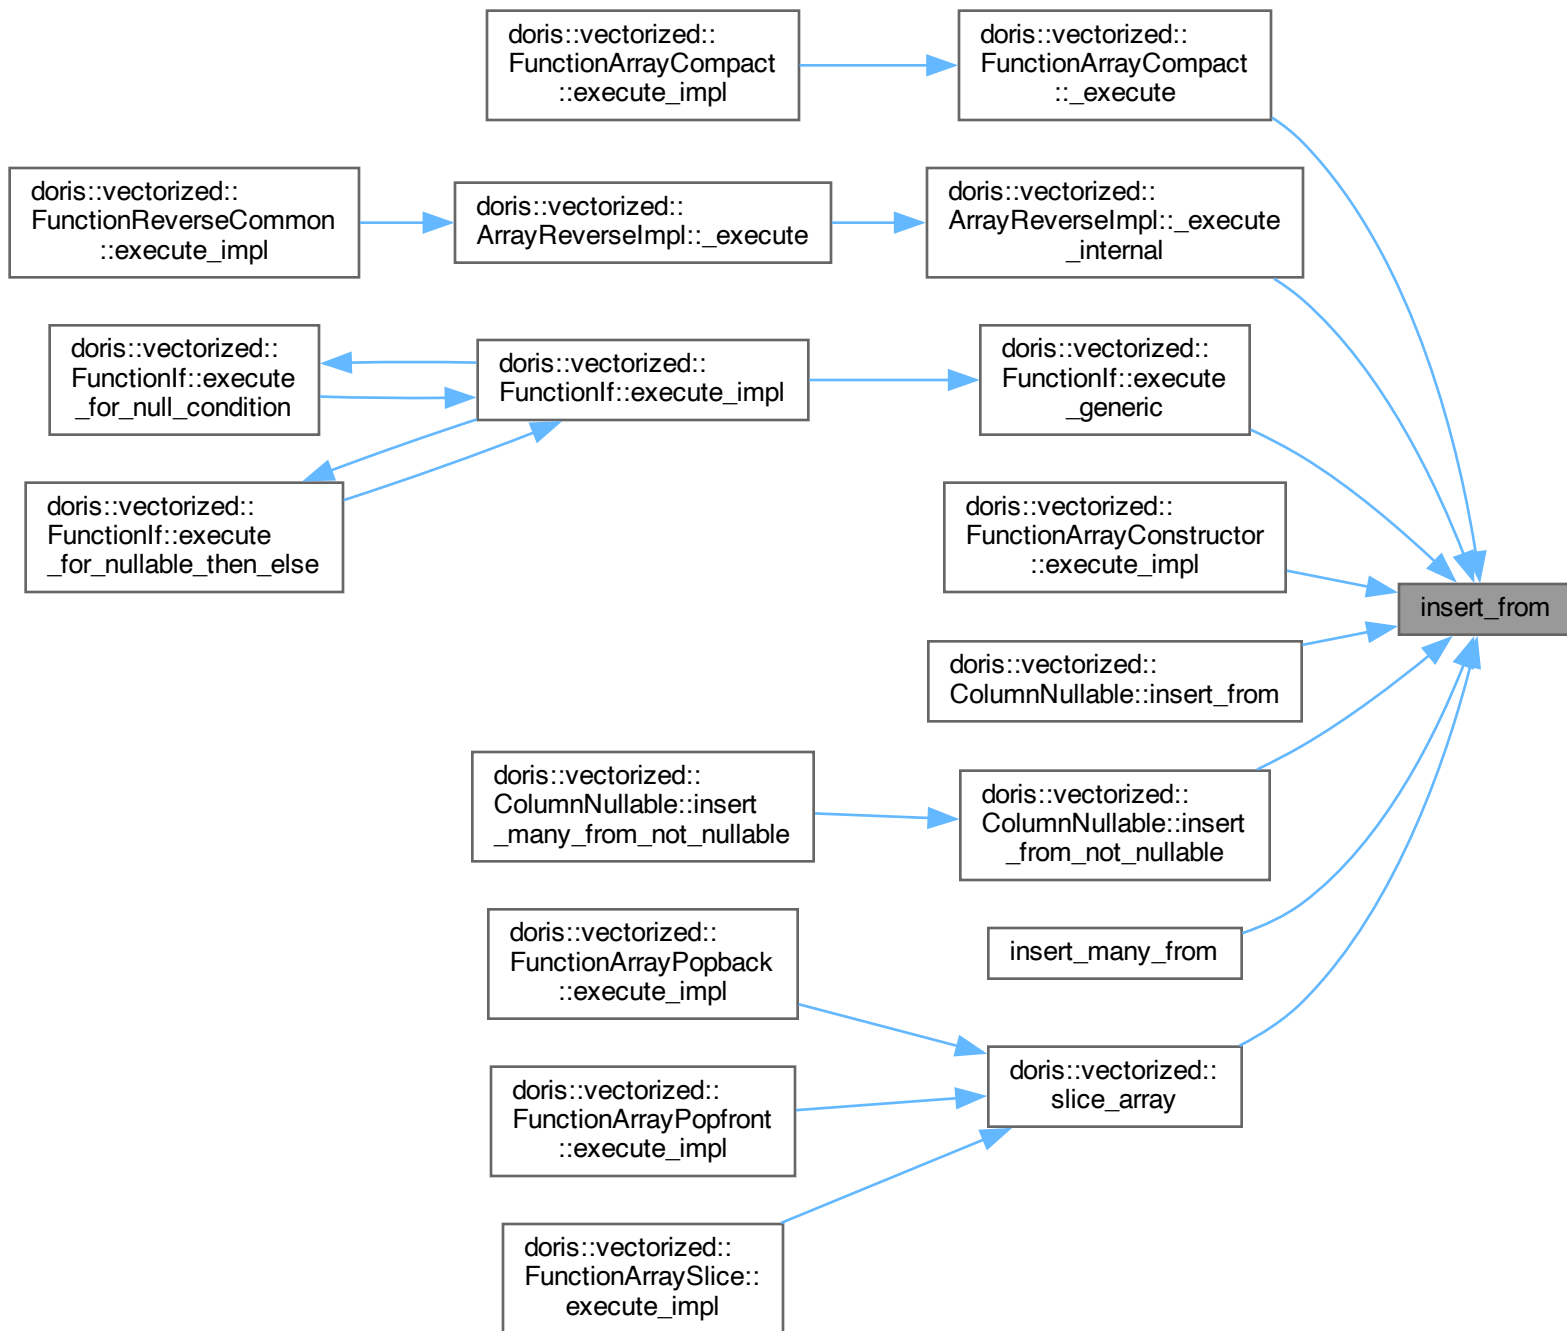 doris::vectorized::
FunctionArrayCompact
::execute_impl
doris::vectorized::
FunctionArrayCompact
::_execute
doris::vectorized::
FunctionReverseCommon
::execute_impl
doris::vectorized::
ArrayReverseImpl::_execute
doris::vectorized::
ArrayReverseImpl::_execute
_internal
doris::vectorized::
FunctionIf::execute
_for_null_condition
doris::vectorized::
FunctionIf::execute_impl
doris::vectorized::
FunctionIf::execute
_generic
doris::vectorized::
FunctionIf::execute
_for_nullable_then_else
doris::vectorized::
FunctionArrayConstructor
::execute_impl
insert_from
doris::vectorized::
ColumnNullable::insert_from
doris::vectorized::
ColumnNullable::insert
_many_from_not_nullable
doris::vectorized::
ColumnNullable::insert
_from_not_nullable
insert_many_from
doris::vectorized::
FunctionArrayPopback
::execute_impl
doris::vectorized::
FunctionArrayPopfront
::execute_impl
doris::vectorized::
slice_array
doris::vectorized::
FunctionArraySlice::
execute_impl